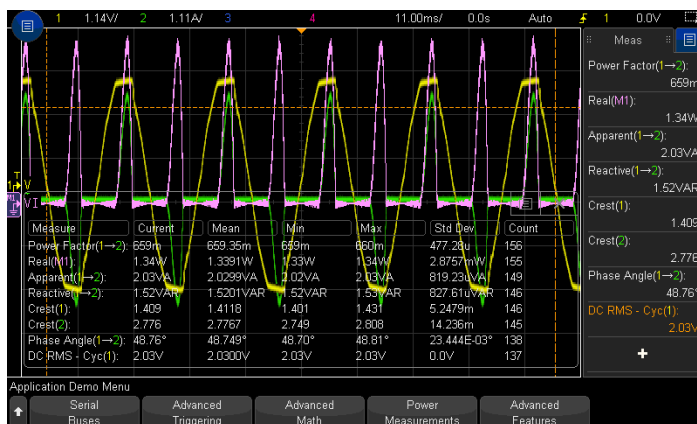 1 1.14V/ 2 1.11A/ 3 4 11.00ms/ 0.0s Auto 1 0.0V
Meas
Power Factor(1→2):
659m
Real(M1):
1.34W
Apparent(1→2):
2.03VA
Reactive(1→2):
1.52VAR
Crest(1):
1.409
Crest(2):
2.776
Phase Angle(1→2):
48.76°
DC RMS - Cyc(1):
2.03V
+
T
1 V
M1 V I
Measure Current Mean Min Max Std Dev Count
Power Factor(1→2): 659m 659.35m 659m 660m 477.28u 156
Real(M1): 1.34W 1.3391W 1.33W 1.34W 2.8757mW 155
Apparent(1→2): 2.03VA 2.0299VA 2.02VA 2.03VA 819.23uVA 149
Reactive(1→2): 1.52VAR 1.5201VAR 1.52VAR 1.53VAR 827.61uVAR 146
Crest(1): 1.409 1.4118 1.401 1.431 5.2479m 146
Crest(2): 2.776 2.7767 2.749 2.808 14.236m 145
Phase Angle(1→2): 48.76° 48.749° 48.70° 48.81° 23.444E-03° 138
DC RMS - Cyc(1): 2.03V 2.0300V 2.03V 2.03V 0.0V 137
Application Demo Menu
Serial Buses
Advanced Triggering
Advanced Math
Power Measurements
Advanced Features